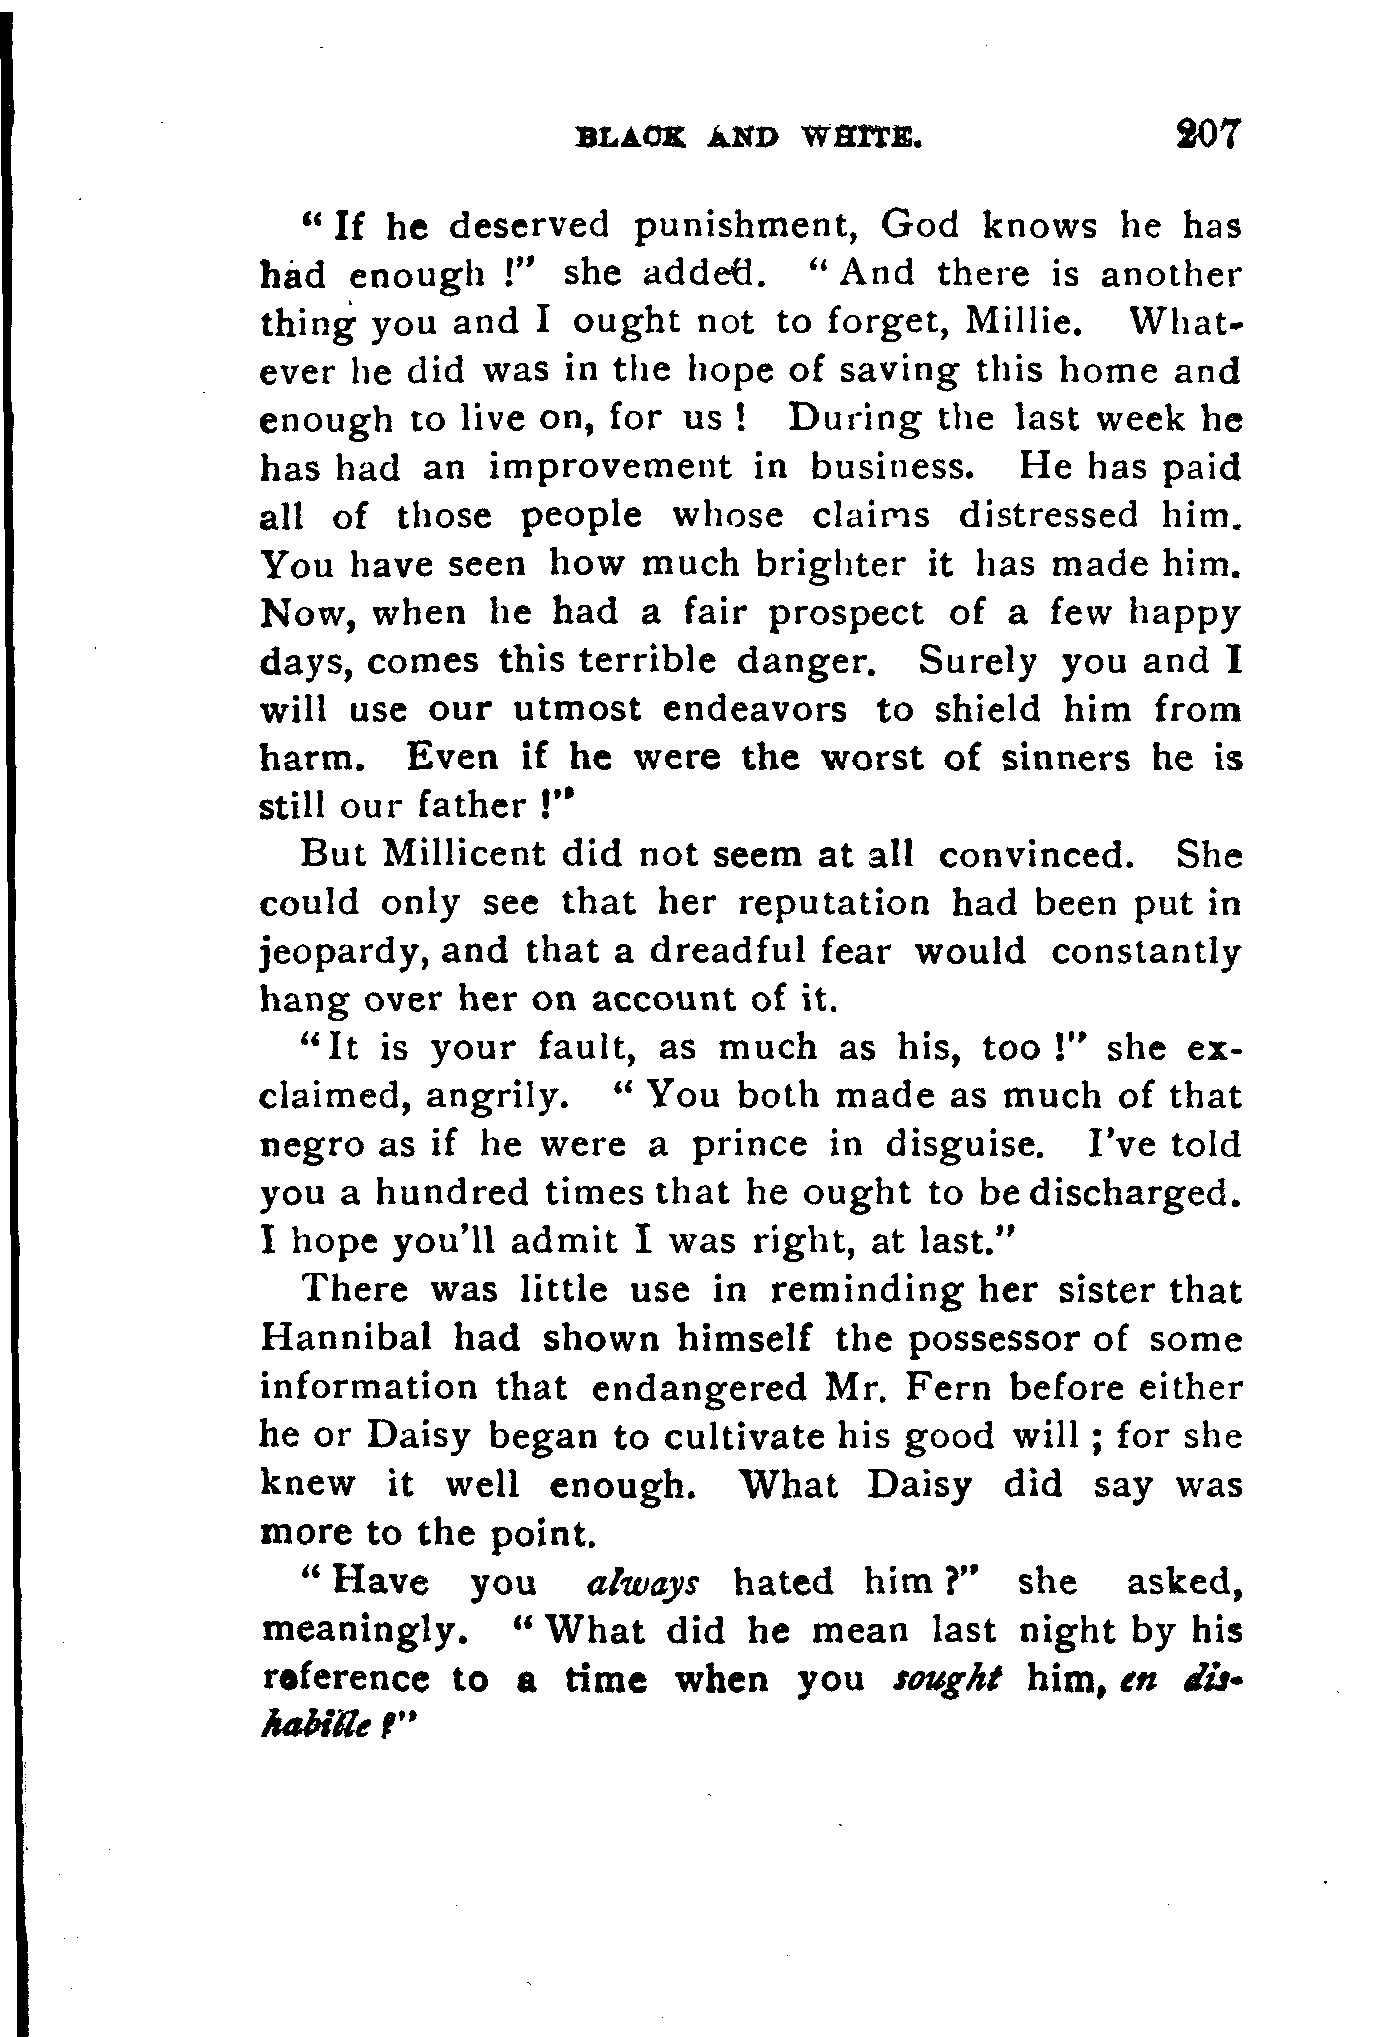 BLACK AND WHITE. 207
“ If he deserved punishment, God knows he has
had enough !” she added. “ And there is another
thing you and I ought not to forget, Millie. What-
ever he did was in the hope of saving this home and
enough to live on, for us ! During the last week he
has had an improvement in business. He has paid
all of those people whose claims distressed him.
You have seen how much brighter it has made him.
Now, when he had a fair prospect of a few happy
days, comes this terrible danger. Surely you and I
will use our utmost endeavors to shield him from
harm. Even if he were the worst of sinners he is
still our father !”
But Millicent did not seem at all convinced. She
could only see that her reputation had been put in
jeopardy, and that a dreadful fear would constantly
hang over her on account of it.
“It is your fault, as much as his, too !” she ex-
claimed, angrily. “ You both made as much of that
negro as if he were a prince in disguise. I’ve told
you a hundred times that he ought to be discharged.
I hope you’ll admit I was right, at last.”
There was little use in reminding her sister that
Hannibal had shown himself the possessor of some
information that endangered Mr. Fern before either
he or Daisy began to cultivate his good will ; for she
knew it well enough. What Daisy did say was
more to the point.
“ Have you always hated him ?” she asked,
meaningly. “ What did he mean last night by his
reference to a time when you sought him, en dis-
habille ?”